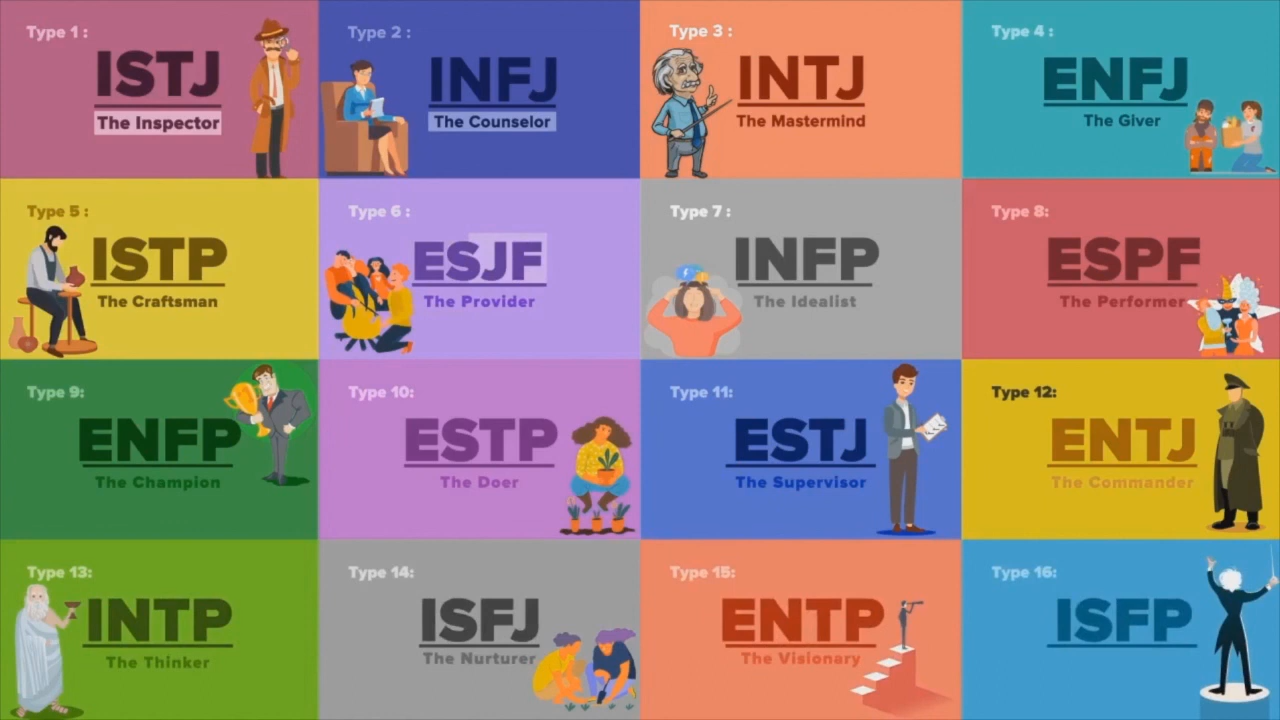 Type 1 :
ISTJ
The Inspector
Type 2 :
INFJ
The Counselor
Type 3 :
INTJ
The Mastermind
Type 4 :
ENFJ
The Giver
Type 5 :
ISTP
The Craftsman
Type 6 :
ESJF
The Provider
Type 7 :
INFP
The Idealist
Type 8:
ESPF
The Performer
Type 9:
ENFP
The Champion
Type 10:
ESTP
The Doer
Type 11:
ESTJ
The Supervisor
Type 12:
ENTJ
The Commander
Type 13:
INTP
The Thinker
Type 14:
ISFJ
The Nurturer
Type 15:
ENTP
The Visionary
Type 16:
ISFP